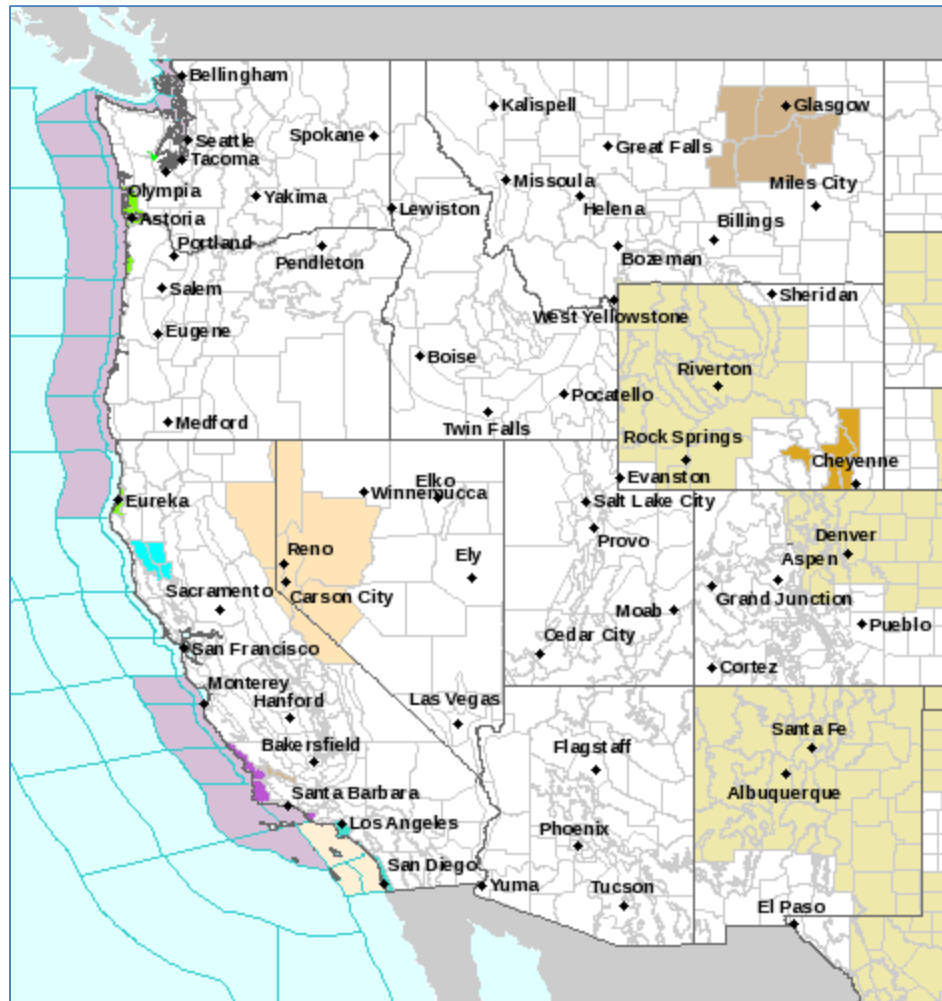 Bellingham
Kalispell
Glasgow
Spokane
Seattle
Great Falls
Tacoma
Missoula
Miles City
Olympia
Yakima
Helena
Lewiston
Astoria
Billings
Portland
Pendleton
Bozeman
Salem
Sheridan
West Yellowstone
Eugene
Boise
Riverton
Pocatello
Medford
Twin Falls
Rock Springs
Cheyenne
Elko
Evanston
Winnemucca
Eureka
Salt Lake City
Denver
Provo
Reno
Ely
Aspen
Sacramento
Carson City
Grand Junction
Moab
Pueblo
Cedar City
San Francisco
Cortez
Monterey
Hanford
Las Vegas
Santa Fe
Bakersfield
Flagstaff
Albuquerque
Santa Barbara
Los Angeles
Phoenix
San Diego
Yuma
Tucson
El Paso